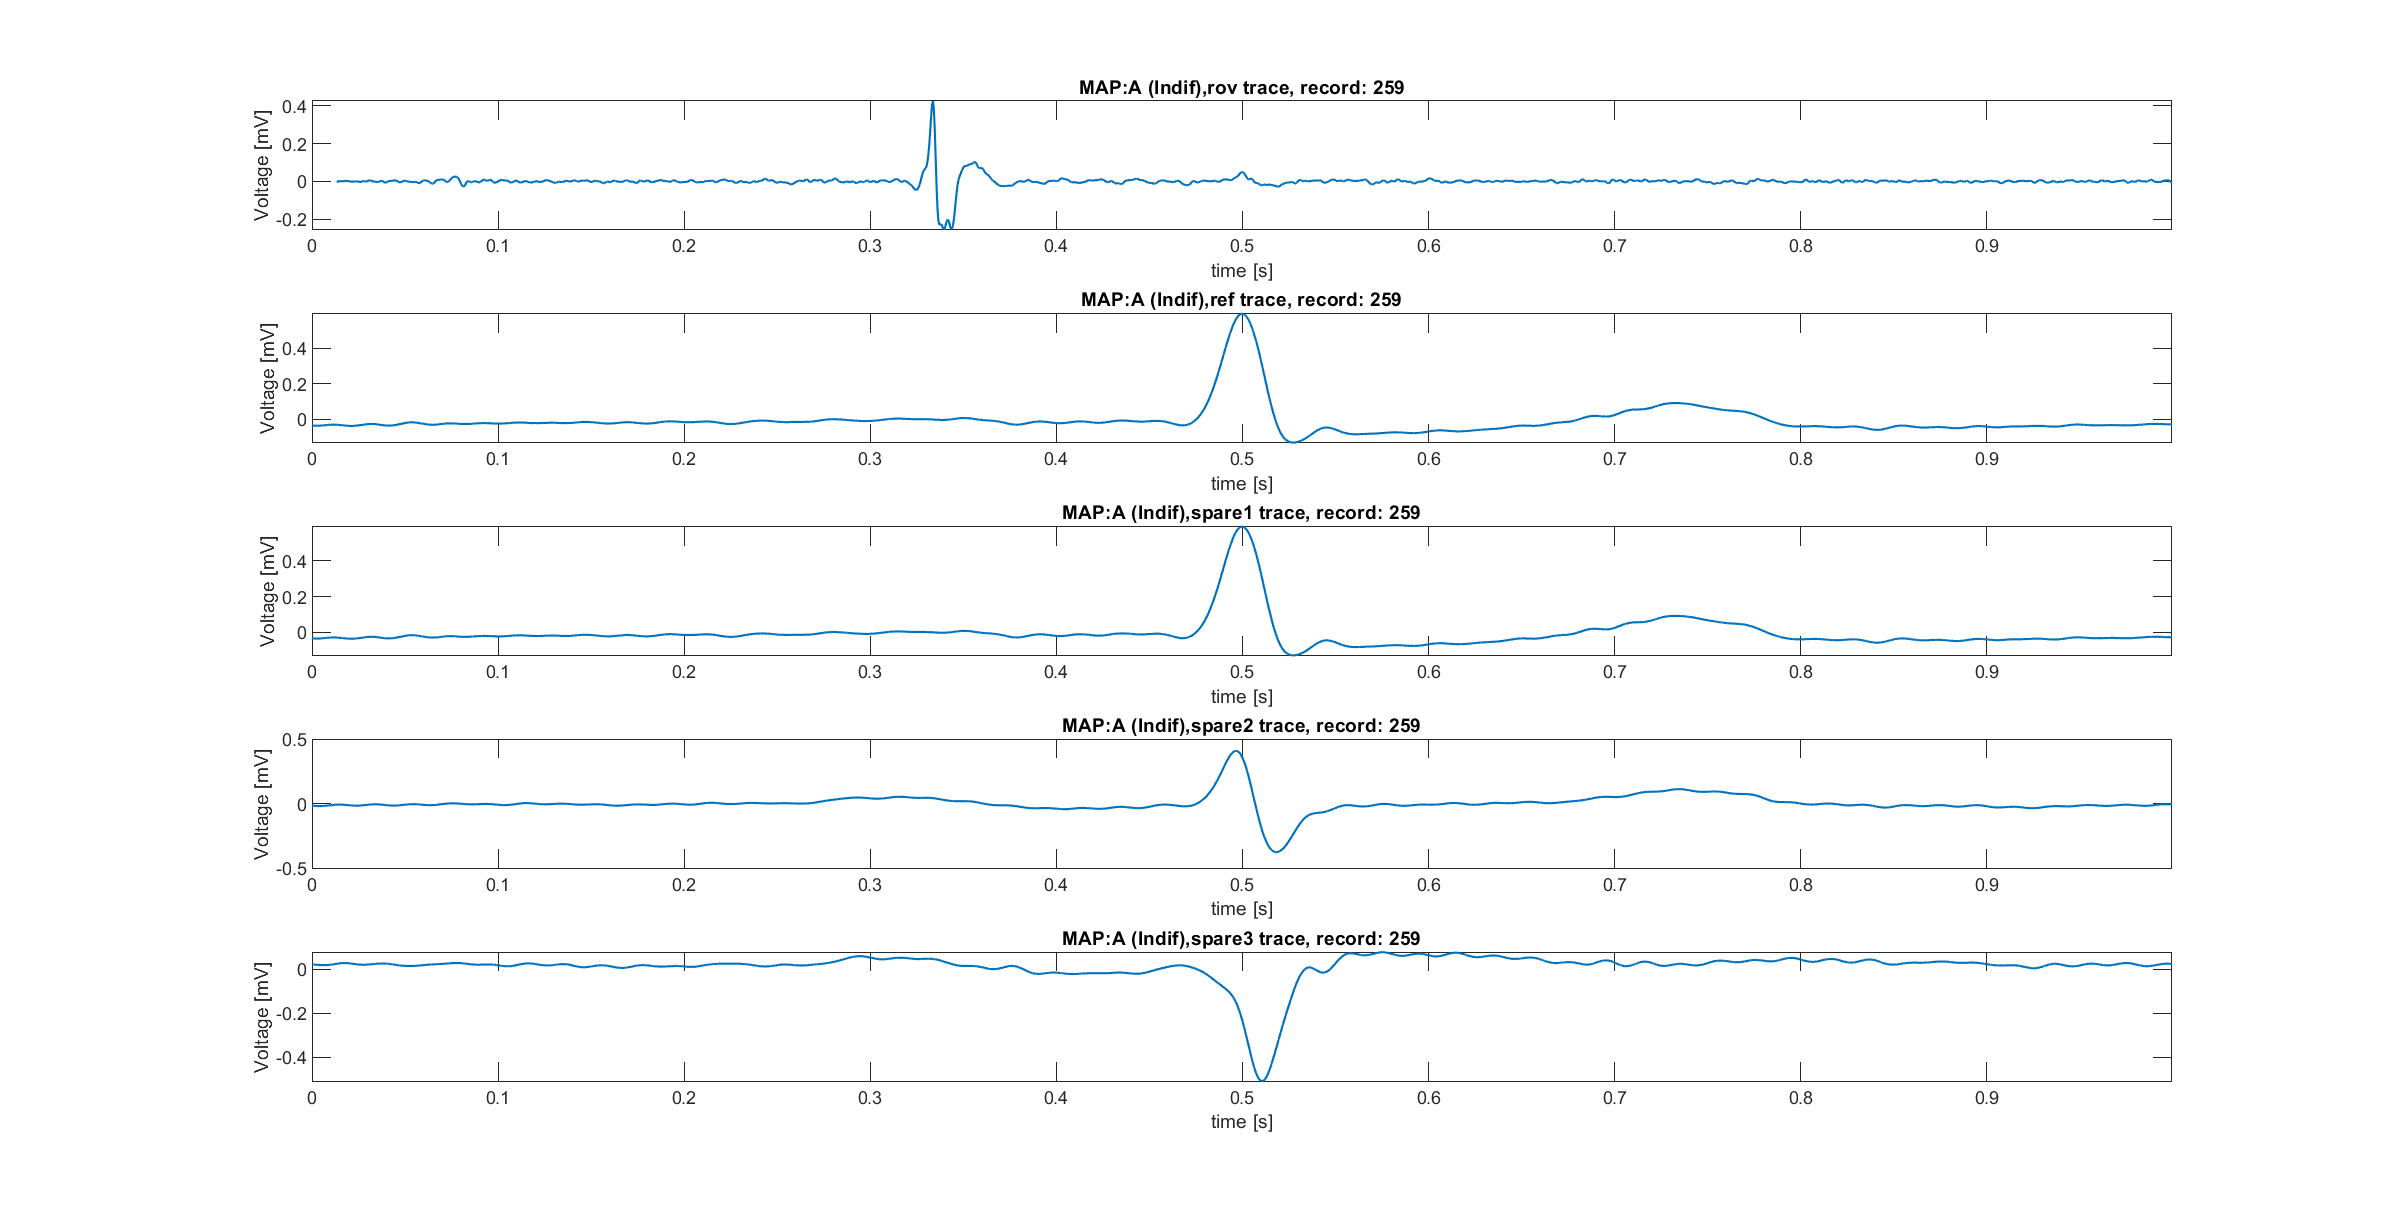 MAP:A (Indif),rov trace, record: 259
Voltage [mV]
0.4
0.2
0
-0.2
0 0.1 0.2 0.3 0.4 0.5 0.6 0.7 0.8 0.9
time [s]
MAP:A (Indif),ref trace, record: 259
Voltage [mV]
0.4
0.2
0
0 0.1 0.2 0.3 0.4 0.5 0.6 0.7 0.8 0.9
time [s]
MAP:A (Indif),spare1 trace, record: 259
Voltage [mV]
0.4
0.2
0
0 0.1 0.2 0.3 0.4 0.5 0.6 0.7 0.8 0.9
time [s]
MAP:A (Indif),spare2 trace, record: 259
Voltage [mV]
0.5
0
-0.5
0 0.1 0.2 0.3 0.4 0.5 0.6 0.7 0.8 0.9
time [s]
MAP:A (Indif),spare3 trace, record: 259
Voltage [mV]
0
-0.2
-0.4
0 0.1 0.2 0.3 0.4 0.5 0.6 0.7 0.8 0.9
time [s]